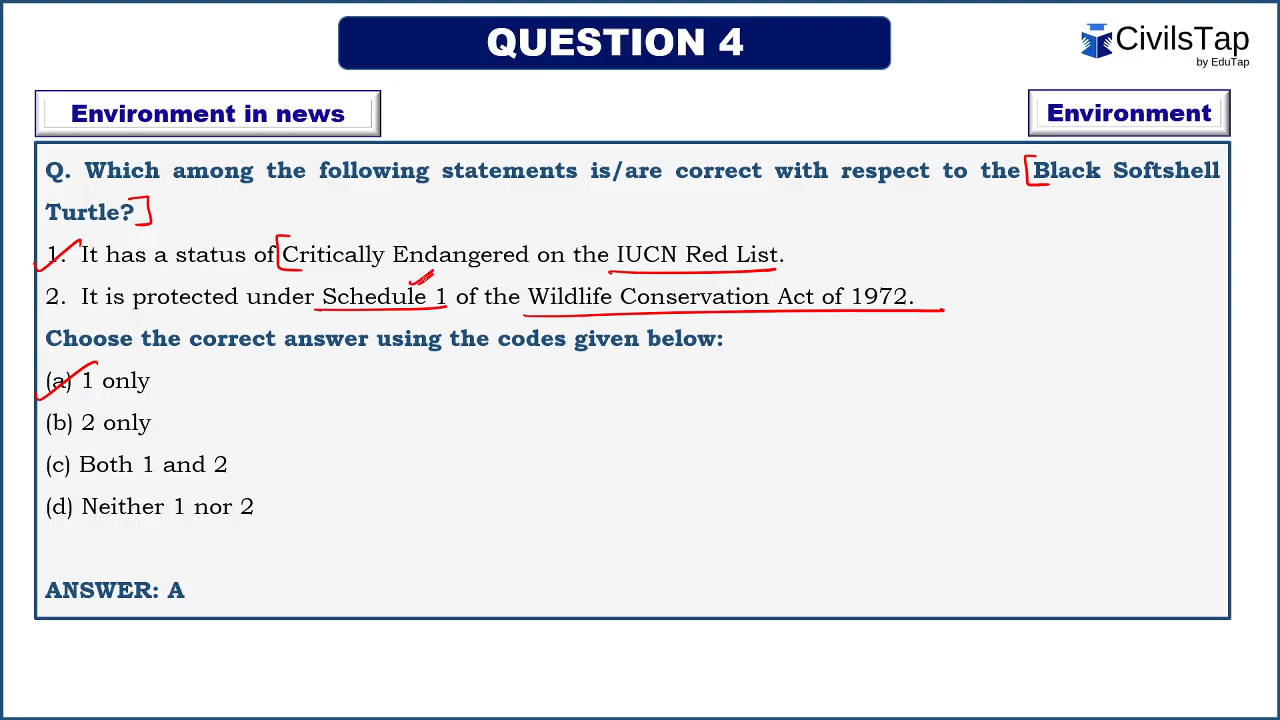 QUESTION 4
CivilsTap
by EduTap
Environment in news
Environment
Q. Which among the following statements is/are correct with respect to the Black Softshell
Turtle?
1. It has a status of Critically Endangered on the IUCN Red List.
2. It is protected under Schedule 1 of the Wildlife Conservation Act of 1972.
Choose the correct answer using the codes given below:
(a) 1 only
(b) 2 only
(c) Both 1 and 2
(d) Neither 1 nor 2
ANSWER: A